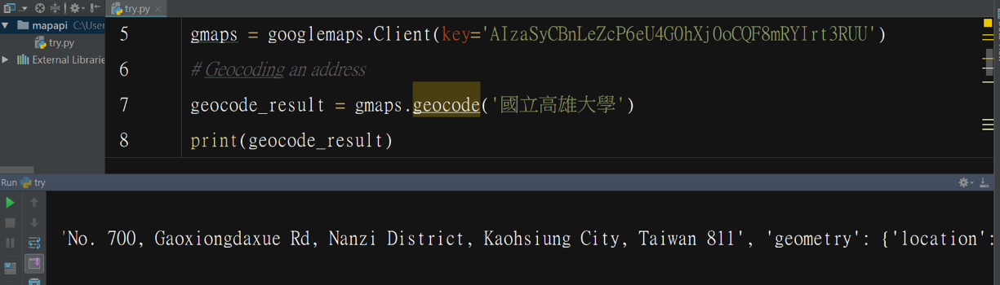 try.py
mapapi C:\User
try.py
External Librarie
5 gmaps = googlemaps.Client(key='AIzaSyCBnLeZcP6eU4G0hXj0oCQF8mRYIrt3RUU')
6 # Geocoding an address
7 geocode_result = gmaps.geocode('國立高雄大學')
8 print(geocode_result)
Run try
'No. 700, Gaoxiongdaxue Rd, Nanzi District, Kaohsiung City, Taiwan 811', 'geometry': {'location':